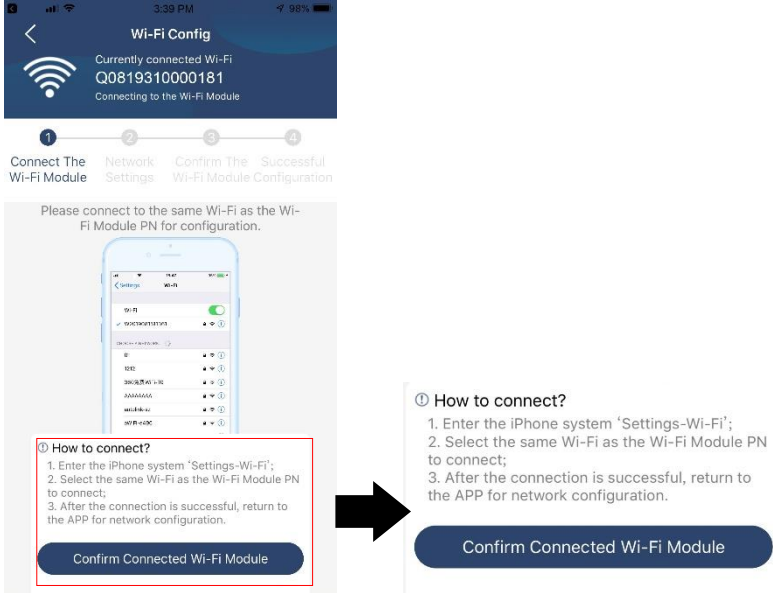 3:39 PM
98%
Wi-Fi Config
Currently connected Wi-Fi
Q0819310000181
Connecting to the Wi-Fi Module
1
2
3
4
Connect The
Wi-Fi Module
Network
Settings
Confirm The
Wi-Fi Module
Successful
Configuration
Please connect to the same Wi-Fi as the Wi-
Fi Module PN for configuration.
Settings
Wi-Fi
Wi-Fi
AAAAAAAA
How to connect?
1. Enter the iPhone system ‘Settings-Wi-Fi’;
2. Select the same Wi-Fi as the Wi-Fi Module PN
to connect;
3. After the connection is successful, return to
the APP for network configuration.
Confirm Connected Wi-Fi Module
How to connect?
1. Enter the iPhone system ‘Settings-Wi-Fi’;
2. Select the same Wi-Fi as the Wi-Fi Module PN
to connect;
3. After the connection is successful, return to
the APP for network configuration.
Confirm Connected Wi-Fi Module